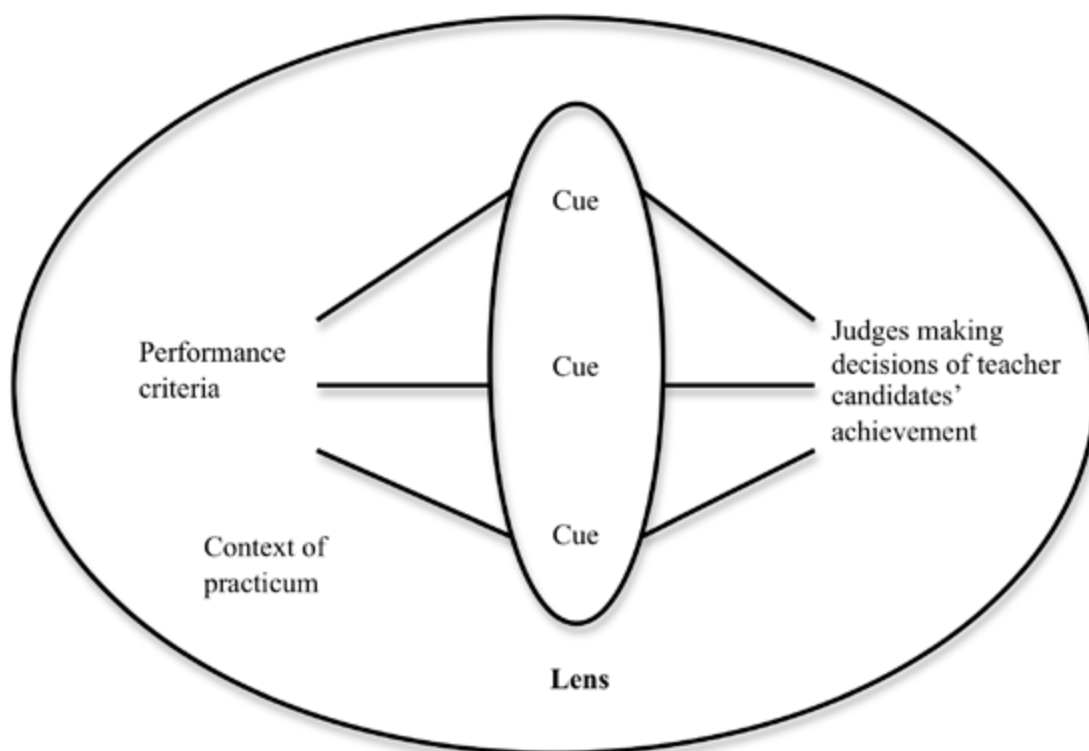 Cue
Cue
Cue
Performance
criteria
Judges making
decisions of teacher
candidates’
achievement
Context of
practicum
Lens